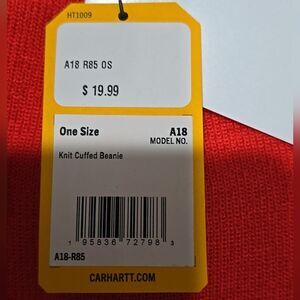 HT1009
A18 R85 OS
$ 19.99
One Size A18
MODEL NO.
Knit Cuffed Beanie
1 95836 72798 3
A18-R85
CARHARTT.COM